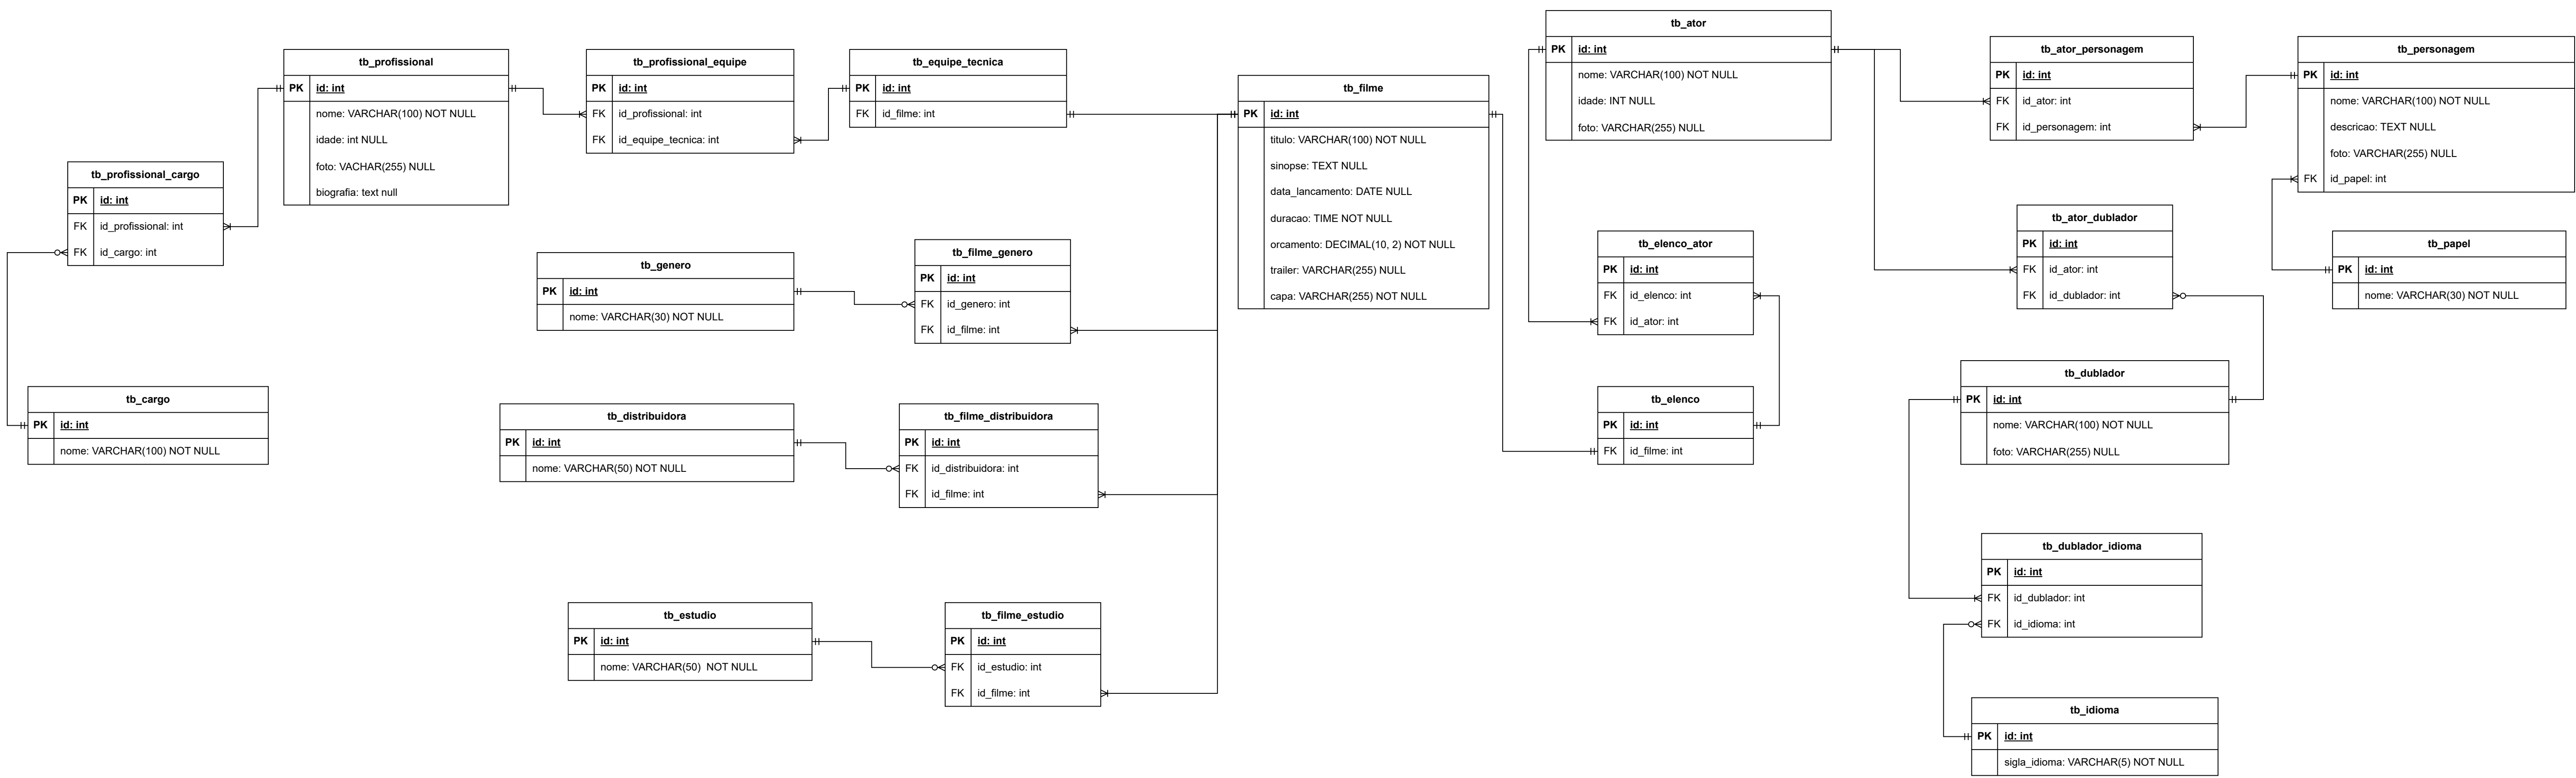 tb_profissional_cargo
PK id: int
FK id_profissional: int
FK id_cargo: int
tb_cargo
PK id: int
nome: VARCHAR(100) NOT NULL
tb_profissional
PK id: int
nome: VARCHAR(100) NOT NULL
idade: int NULL
foto: VACHAR(255) NULL
biografia: text null
tb_profissional_equipe
PK id: int
FK id_profissional: int
FK id_equipe_tecnica: int
tb_equipe_tecnica
PK id: int
FK id_filme: int
tb_genero
PK id: int
nome: VARCHAR(30) NOT NULL
tb_filme_genero
PK id: int
FK id_genero: int
FK id_filme: int
tb_distribuidora
PK id: int
nome: VARCHAR(50) NOT NULL
tb_filme_distribuidora
PK id: int
FK id_distribuidora: int
FK id_filme: int
tb_estudio
PK id: int
nome: VARCHAR(50) NOT NULL
tb_filme_estudio
PK id: int
FK id_estudio: int
FK id_filme: int
tb_filme
PK id: int
titulo: VARCHAR(100) NOT NULL
sinopse: TEXT NULL
data_lancamento: DATE NULL
duracao: TIME NOT NULL
orcamento: DECIMAL(10, 2) NOT NULL
trailer: VARCHAR(255) NULL
capa: VARCHAR(255) NOT NULL
tb_ator
PK id: int
nome: VARCHAR(100) NOT NULL
idade: INT NULL
foto: VARCHAR(255) NULL
tb_elenco_ator
PK id: int
FK id_elenco: int
FK id_ator: int
tb_elenco
PK id: int
FK id_filme: int
tb_ator_personagem
PK id: int
FK id_ator: int
FK id_personagem: int
tb_personagem
PK id: int
nome: VARCHAR(100) NOT NULL
descricao: TEXT NULL
foto: VARCHAR(255) NULL
FK id_papel: int
tb_ator_dublador
PK id: int
FK id_ator: int
FK id_dublador: int
tb_papel
PK id: int
nome: VARCHAR(30) NOT NULL
tb_dublador
PK id: int
nome: VARCHAR(100) NOT NULL
foto: VARCHAR(255) NULL
tb_dublador_idioma
PK id: int
FK id_dublador: int
FK id_idioma: int
tb_idioma
PK id: int
sigla_idioma: VARCHAR(5) NOT NULL